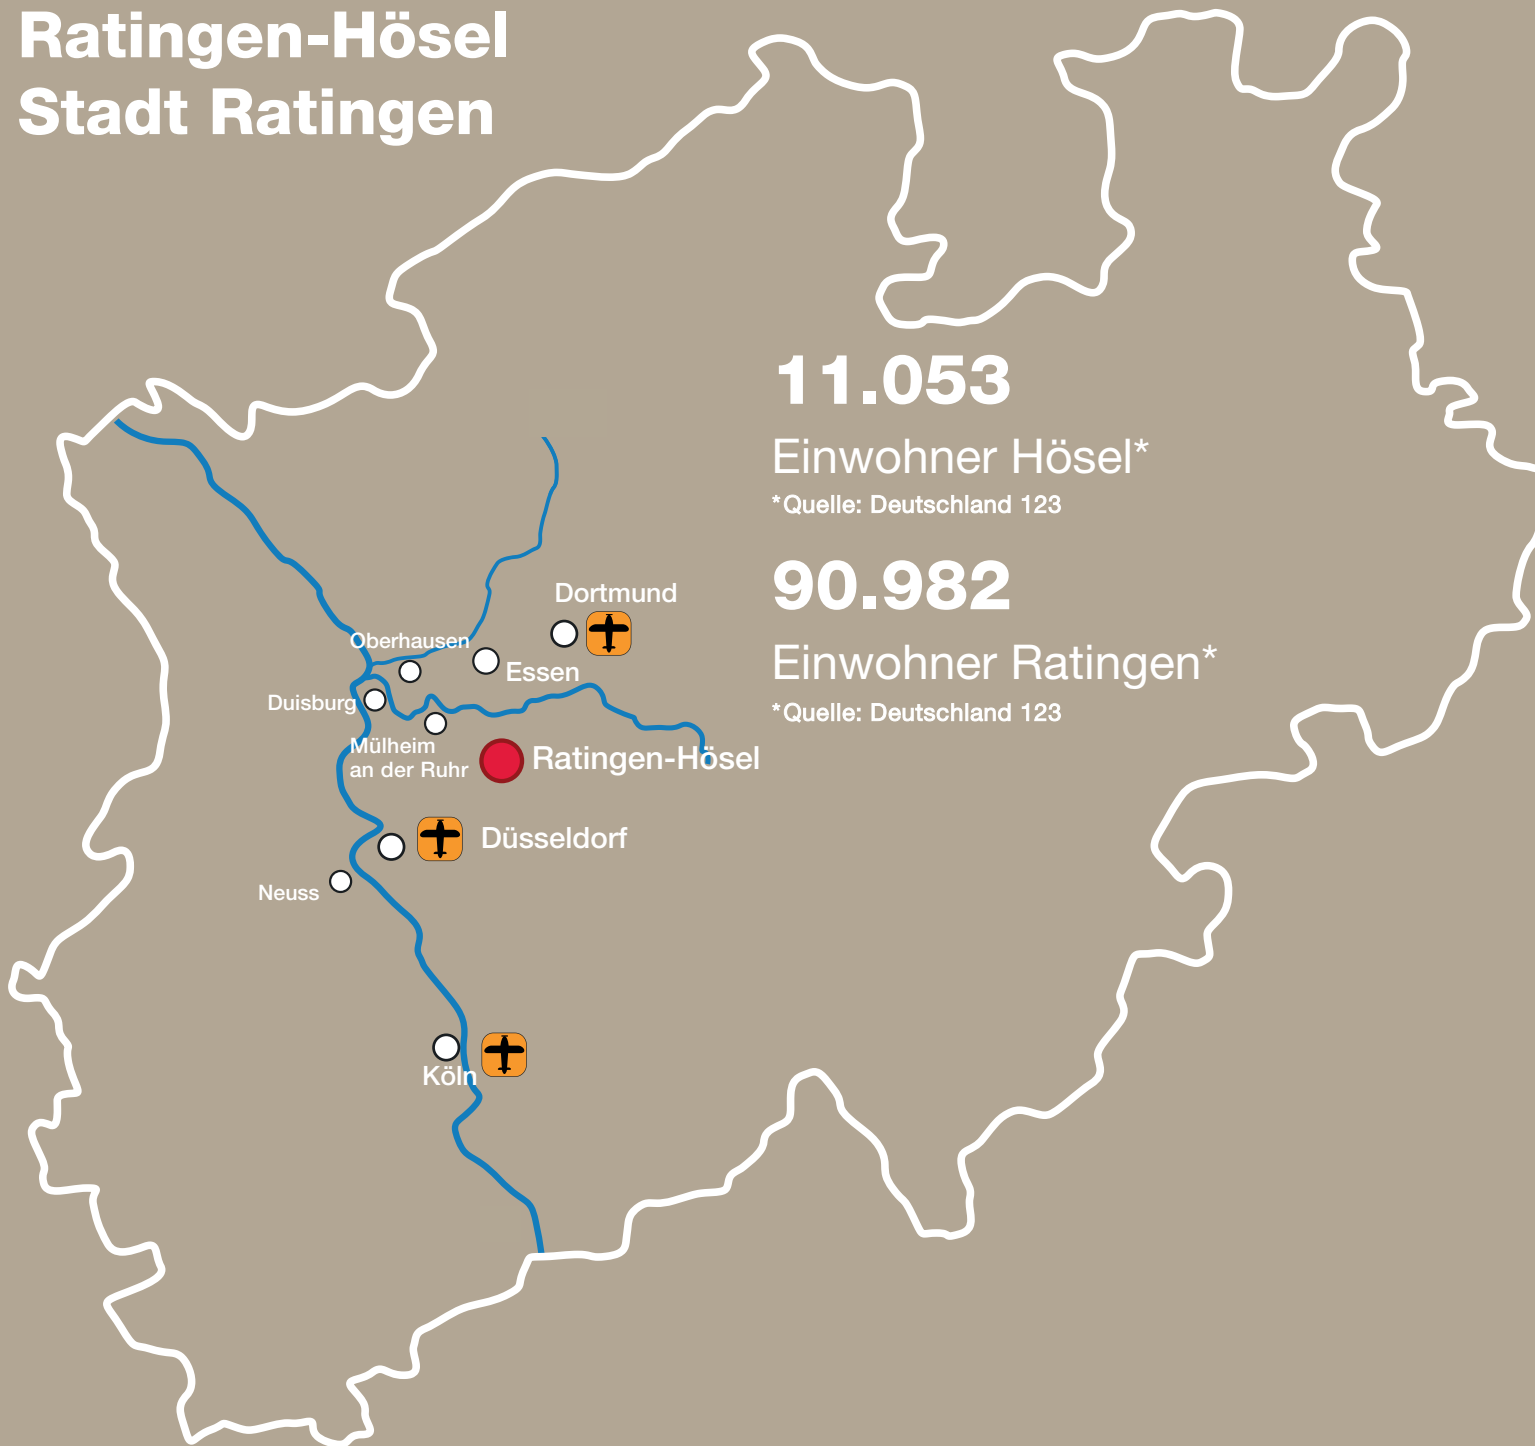 Ratingen-Hösel
Stadt Ratingen
11.053
Einwohner Hösel*
*Quelle: Deutschland 123
90.982
Einwohner Ratingen*
*Quelle: Deutschland 123
Dortmund
Oberhausen
Essen
Duisburg
Mülheim
an der Ruhr
Ratingen-Hösel
Düsseldorf
Neuss
Köln